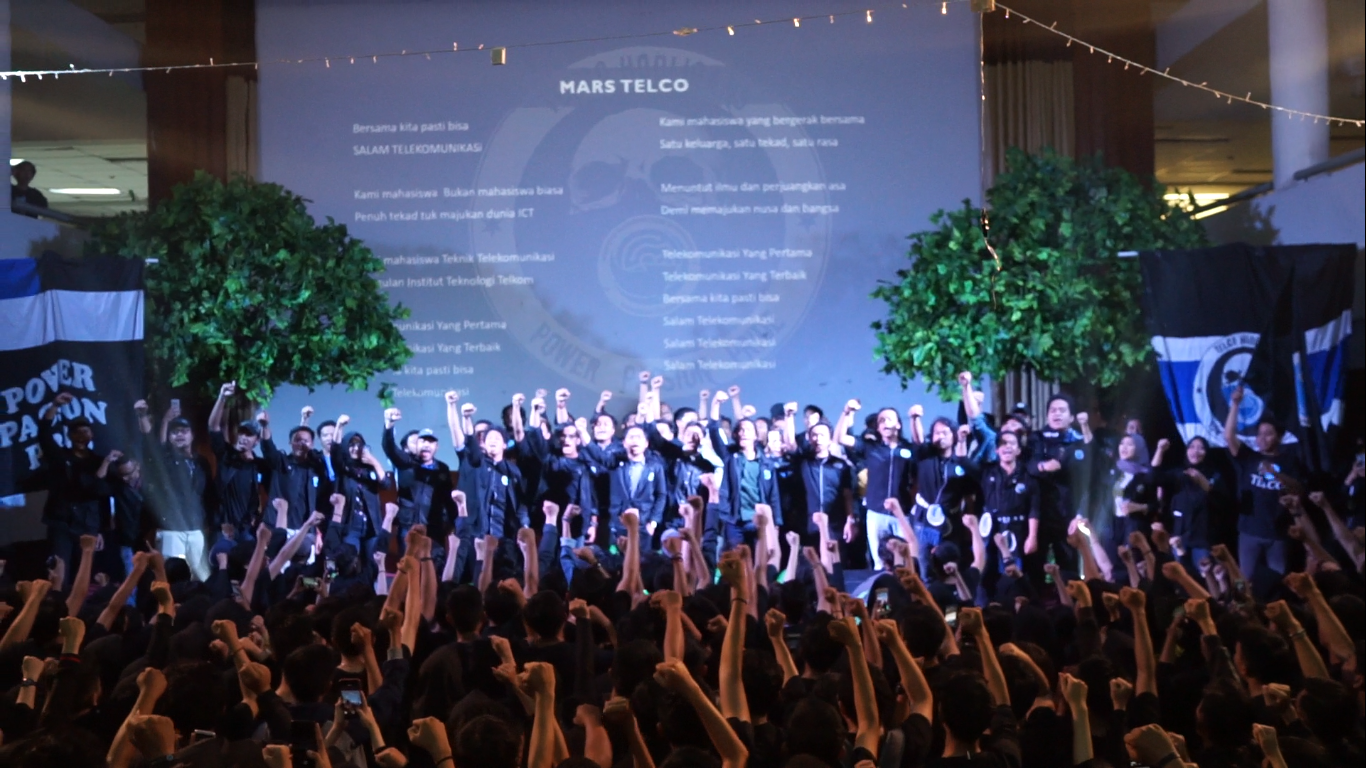 MARS TELCO
Bersama kita pasti bisa
SALAM TELEKOMUNIKASI
Kami mahasiswa Bukan mahasiswa biasa
Penuh tekad tuk majukan dunia ICT
mahasiswa Teknik Telekomunikasi
Institut Teknologi Telkom
Yang Pertama
Yang Terbaik
kita pasti bisa
Telekomunikasi
Kami mahasiswa yang bergerak bersama
Satu keluarga, satu tekad, satu rasa
Menuntut ilmu dan perjuangkan asa
Demi memajukan nusa dan bangsa
Telekomunikasi Yang Pertama
Telekomunikasi Yang Terbaik
Bersama kita pasti bisa
Salam Telekomunikasi
Salam Telekomunikasi
Salam Telekomunikasi
POWER
POWER
TELCO